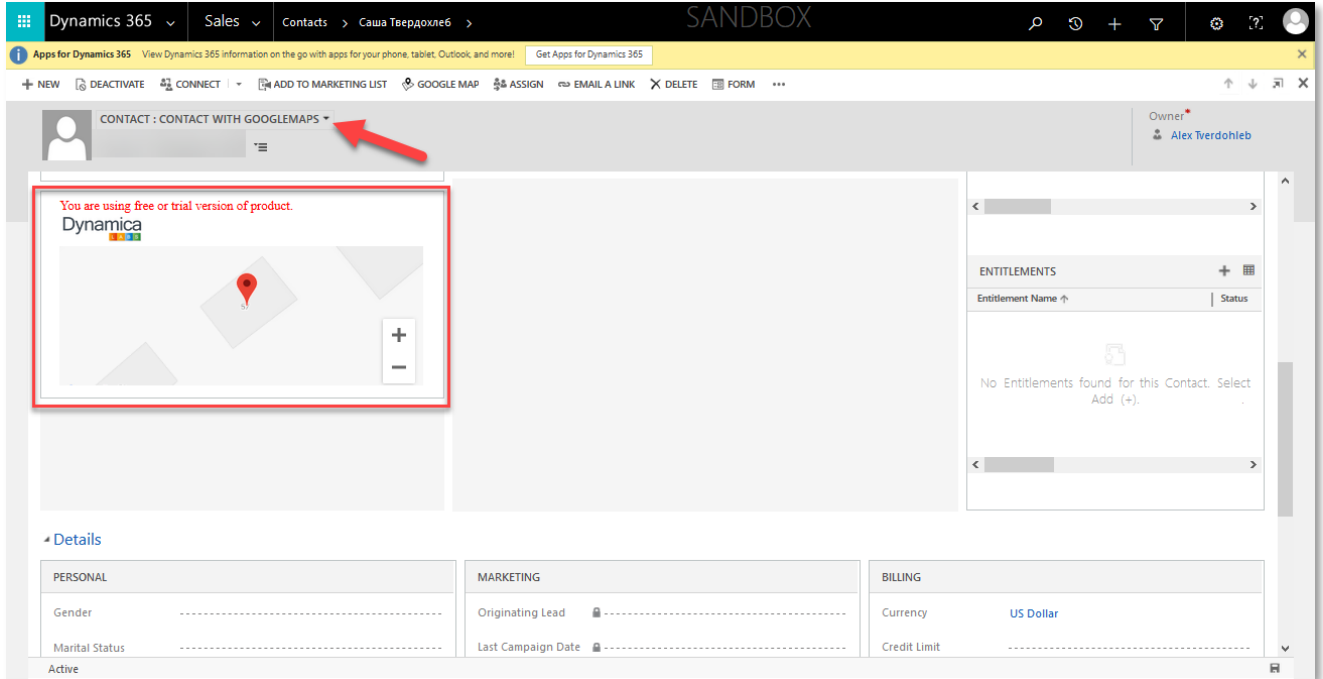 Dynamics 365 Sales Contacts > Саша Твердохлеб > SANDBOX
Apps for Dynamics 365 View Dynamics 365 information on the go with apps for your phone, tablet, Outlook, and more! Get Apps for Dynamics 365
NEW DEACTIVATE CONNECT ADD TO MARKETING LIST GOOGLE MAP ASSIGN EMAIL A LINK DELETE FORM ...
CONTACT : CONTACT WITH GOOGLEMAPS
Owner*
Alex Tverdohleb
You are using free or trial version of product.
Dynamica
LABS
ENTITLEMENTS
Entitlement Name Status
No Entitlements found for this Contact. Select
Add (+). .
Details
PERSONAL
Gender
Marital Status
MARKETING
Originating Lead
Last Campaign Date
BILLING
Currency US Dollar
Credit Limit
Active